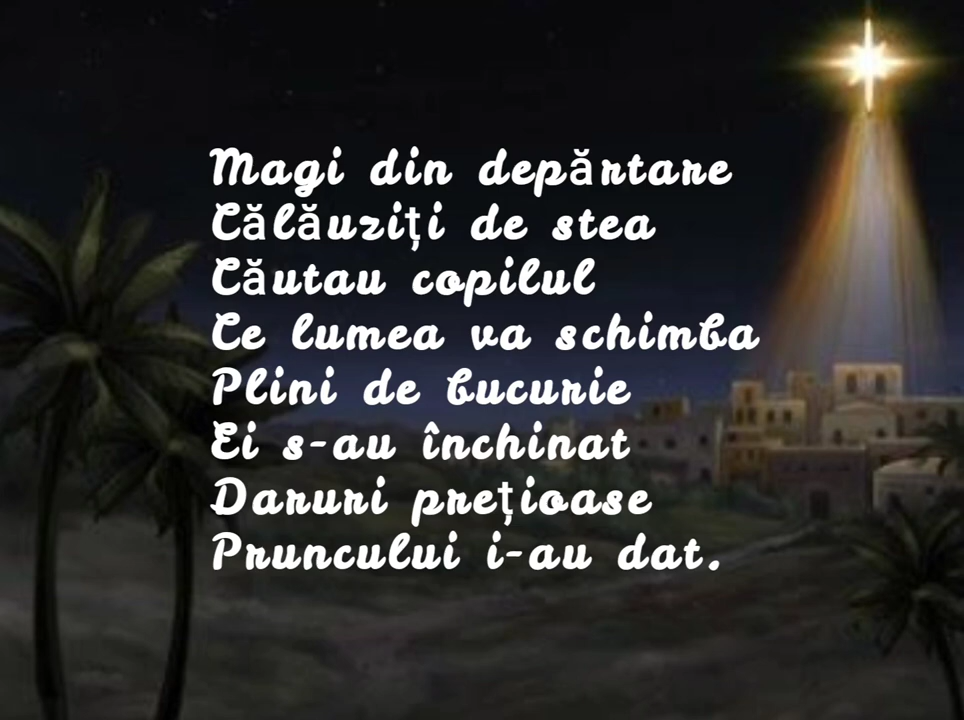 Magi din depărtare
Călăuziți de stea
Căutau copilul
Ce lumea va schimba
Plini de bucurie
Ei s-au închinat
Daruri prețioase
Pruncului i-au dat.